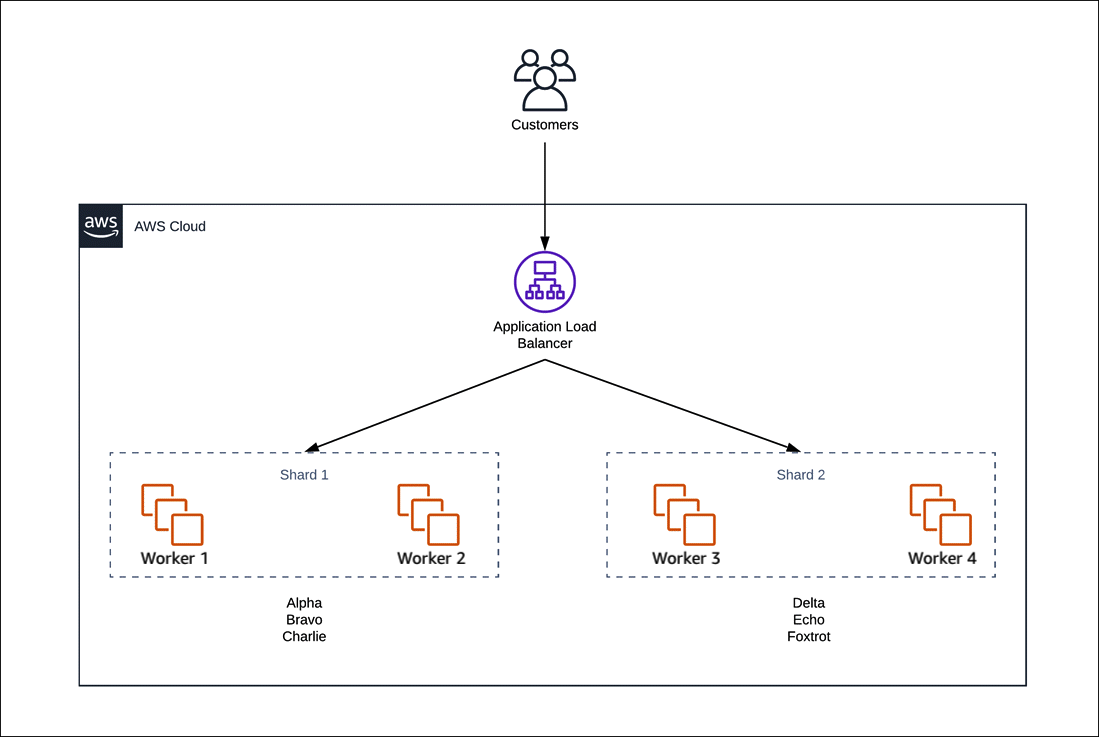 Customers
aws
AWS Cloud
Application Load
Balancer
Shard 1
Shard 2
Worker 1
Worker 2
Worker 3
Worker 4
Alpha
Bravo
Charlie
Delta
Echo
Foxtrot